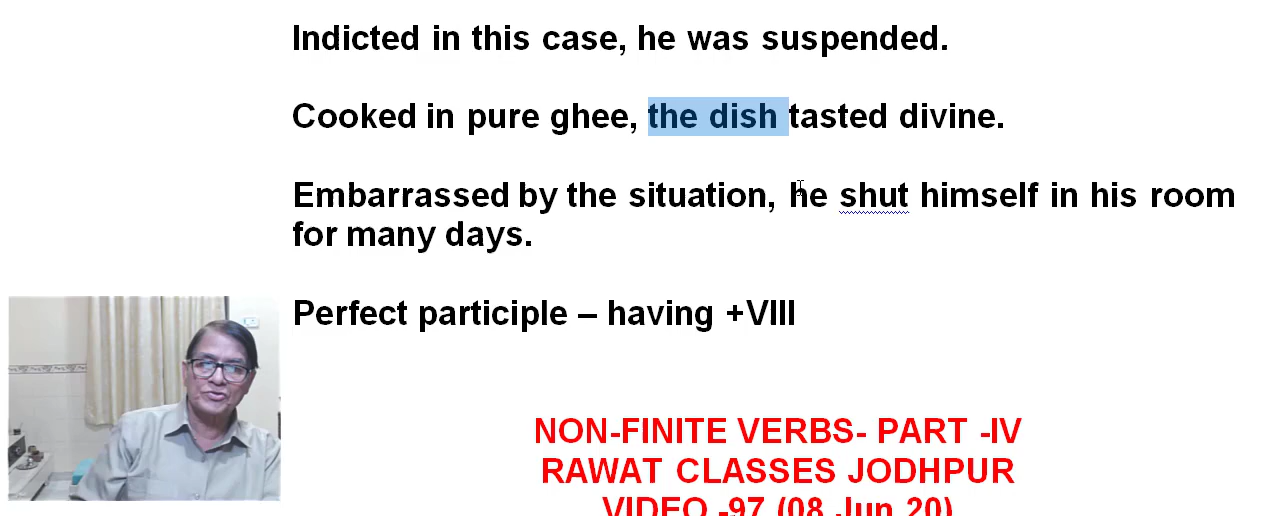 Indicted in this case, he was suspended.
Cooked in pure ghee, the dish tasted divine.
Embarrassed by the situation, he shut himself in his room
for many days.
Perfect participle – having +VIII
NON-FINITE VERBS- PART -IV
RAWAT CLASSES JODHPUR
VIDEO -97 (08 Jun 20)